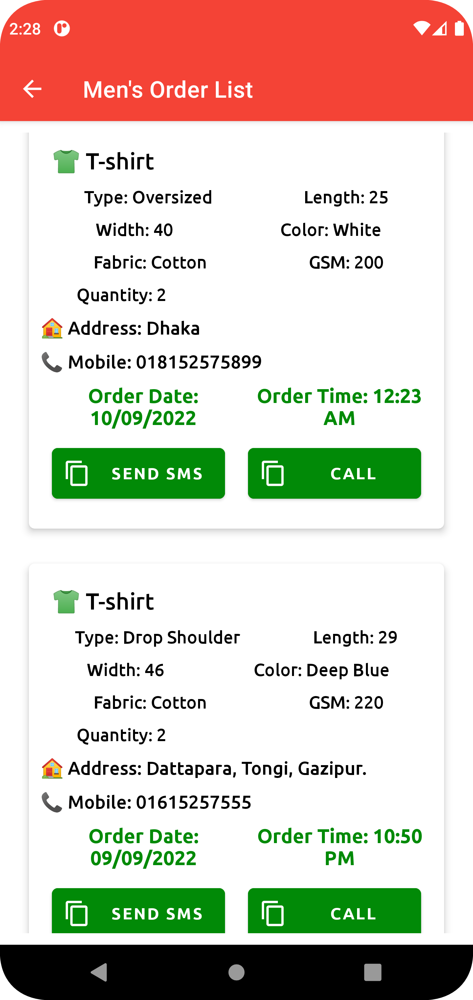 2:28
Men's Order List
T-shirt
Type: Oversized Length: 25
Width: 40 Color: White
Fabric: Cotton GSM: 200
Quantity: 2
Address: Dhaka
Mobile: 018152575899
Order Date: Order Time: 12:23
10/09/2022 AM
SEND SMS CALL
T-shirt
Type: Drop Shoulder Length: 29
Width: 46 Color: Deep Blue
Fabric: Cotton GSM: 220
Quantity: 2
Address: Dattapara, Tongi, Gazipur.
Mobile: 01615257555
Order Date: Order Time: 10:50
09/09/2022 PM
SEND SMS CALL